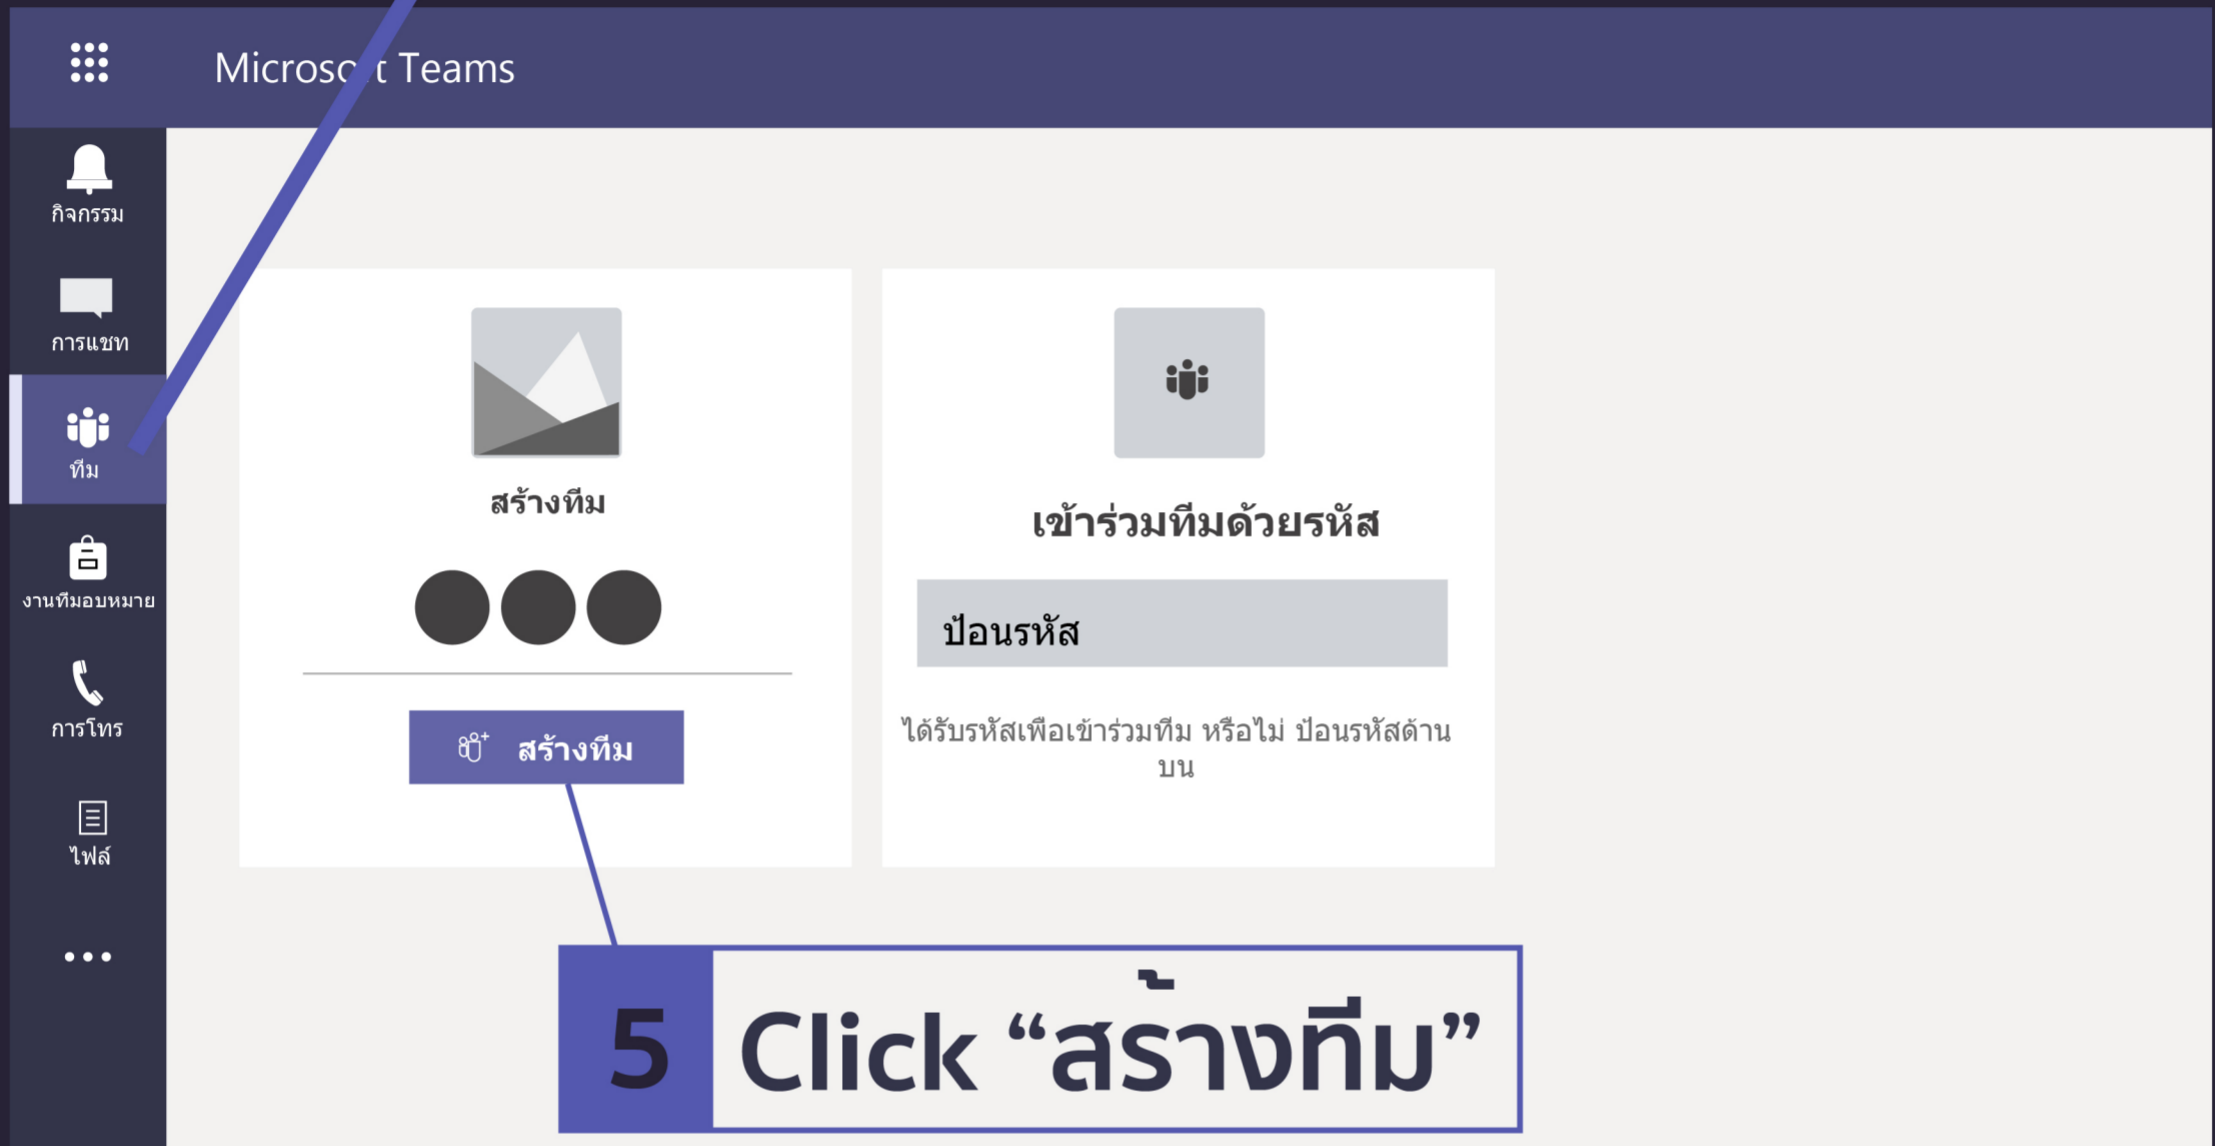 Microsoft Teams
กิจกรรม
การแชท
ทีม
งานที่มอบหมาย
การโทร
ไฟล์
สร้างทีม
สร้างทีม
เข้าร่วมทีมด้วยรหัส
ป้อนรหัส
ได้รับรหัสเพื่อเข้าร่วมทีม หรือไม่ ป้อนรหัสด้าน
บน
5 Click “สร้างทีม”